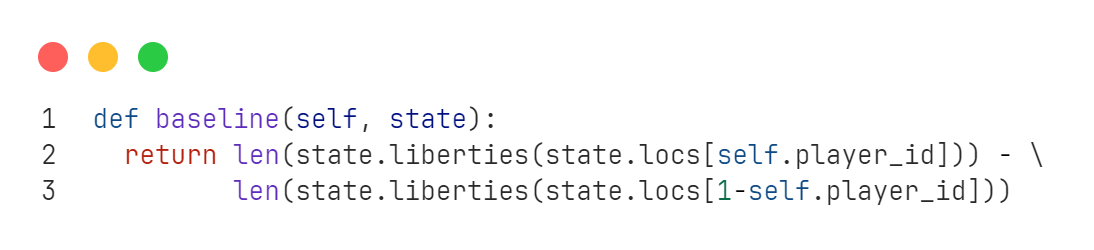 1 def baseline(self, state):
2   return len(state.liberties(state.locs[self.player_id])) - \
3          len(state.liberties(state.locs[1-self.player_id]))